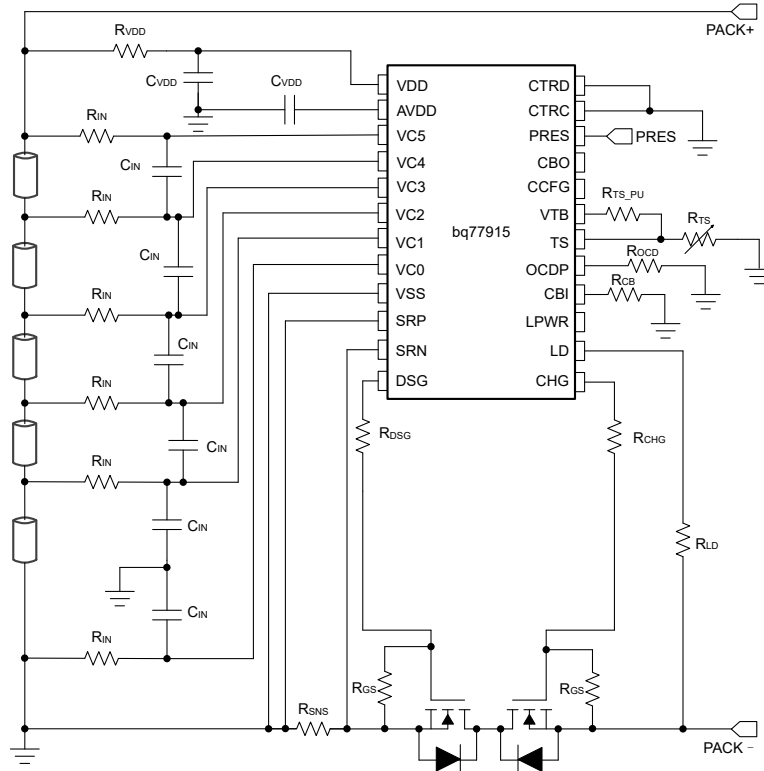 PACK+
RVDD
CVDD
CVDD
VDD
CTRD
AVDD
CTRC
RIN
VC5
PRES
PRES
CIN
VC4
CBO
RIN
VC3
CCFG
RTS_PU
VC2
VTB
RTS
bq77915
CIN
VC1
TS
ROCD
VC0
OCDP
RCB
RIN
VSS
CBI
SRP
LPWR
CIN
SRN
LD
RIN
DSG
CHG
RDSG
RCHG
CIN
RIN
CIN
RLD
CIN
RIN
RGS
RGS
RSNS
PACK –